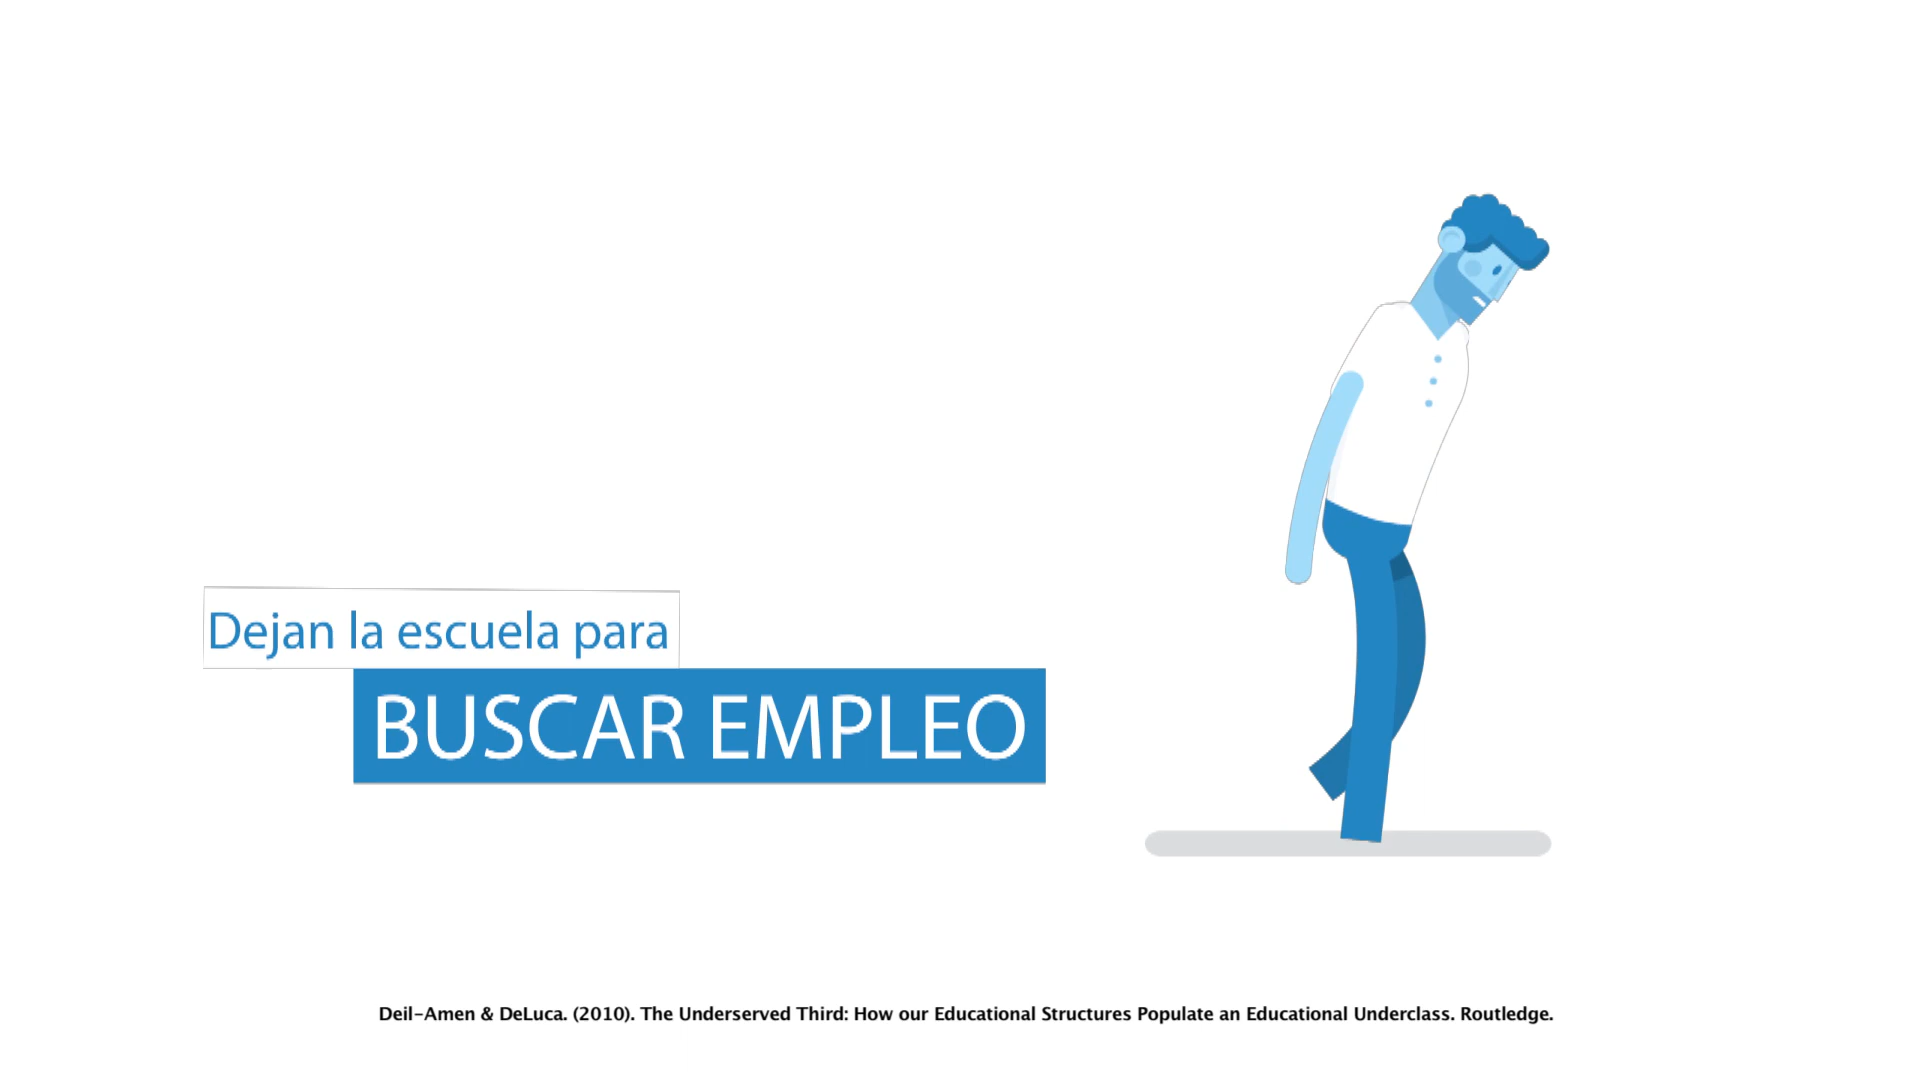 Dejan la escuela para
BUSCAR EMPLEO
Deil-Amen & DeLuca. (2010). The Underserved Third: How our Educational Structures Populate an Educational Underclass. Routledge.